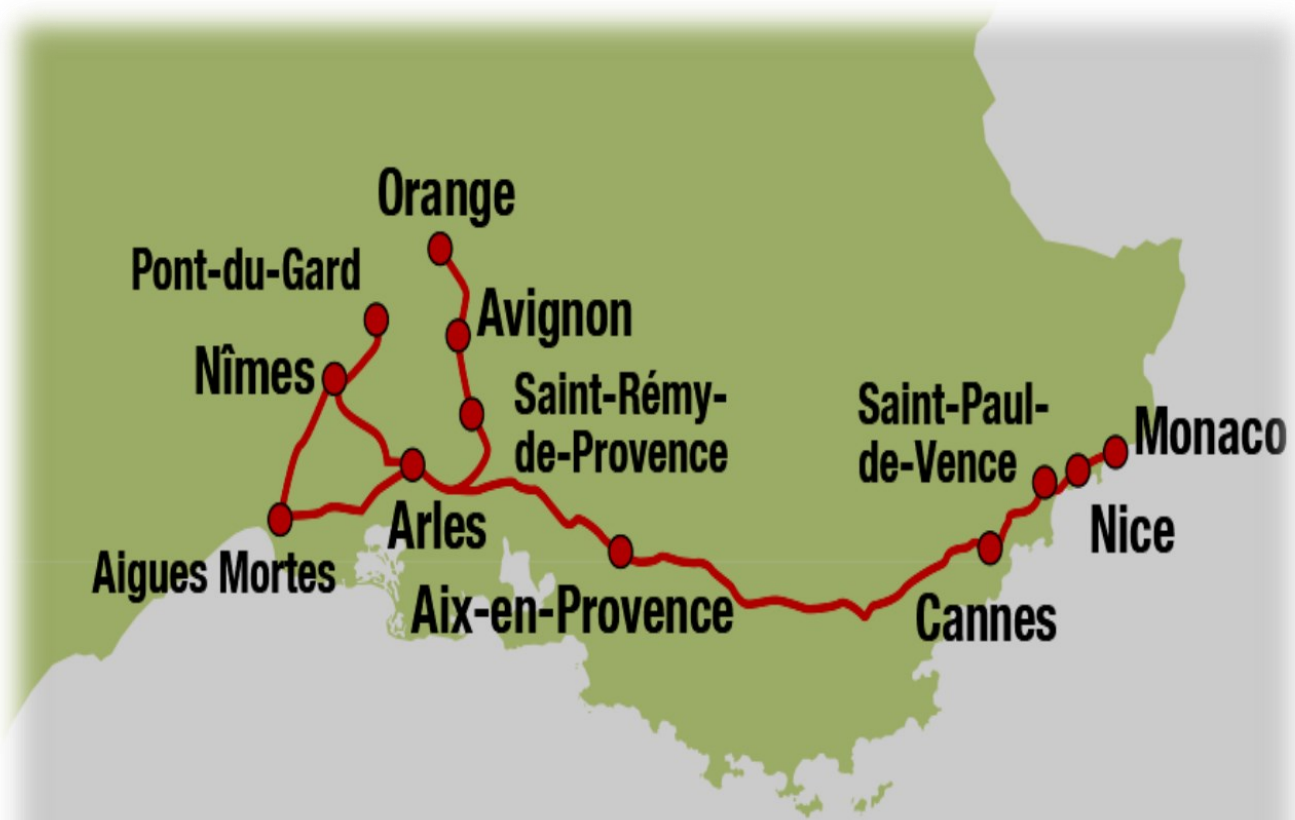 Orange
Pont-du-Gard
Avignon
Nîmes
Saint-Rémy-
de-Provence
Saint-Paul-
de-Vence
Monaco
Arles
Nice
Aigues Mortes
Aix-en-Provence
Cannes